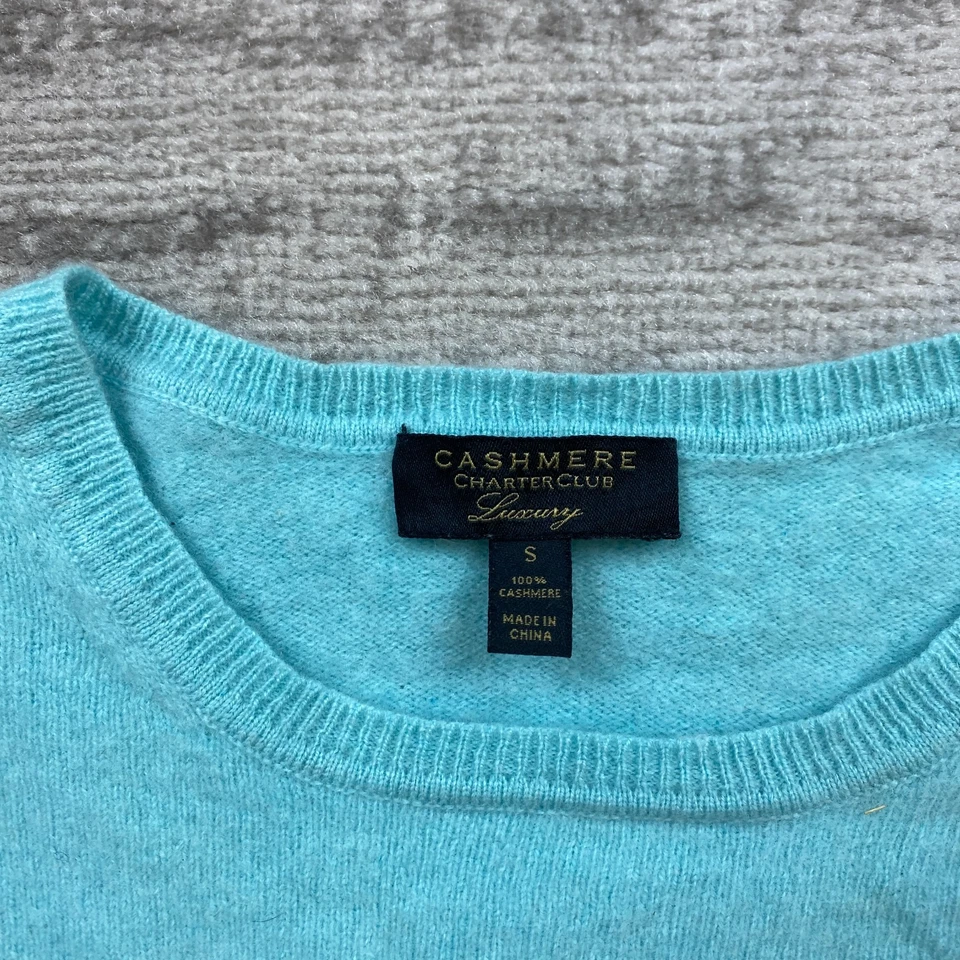 CASHMERE
CHARTER CLUB
Luxury
S
100%
CASHMERE
MADE IN
CHINA